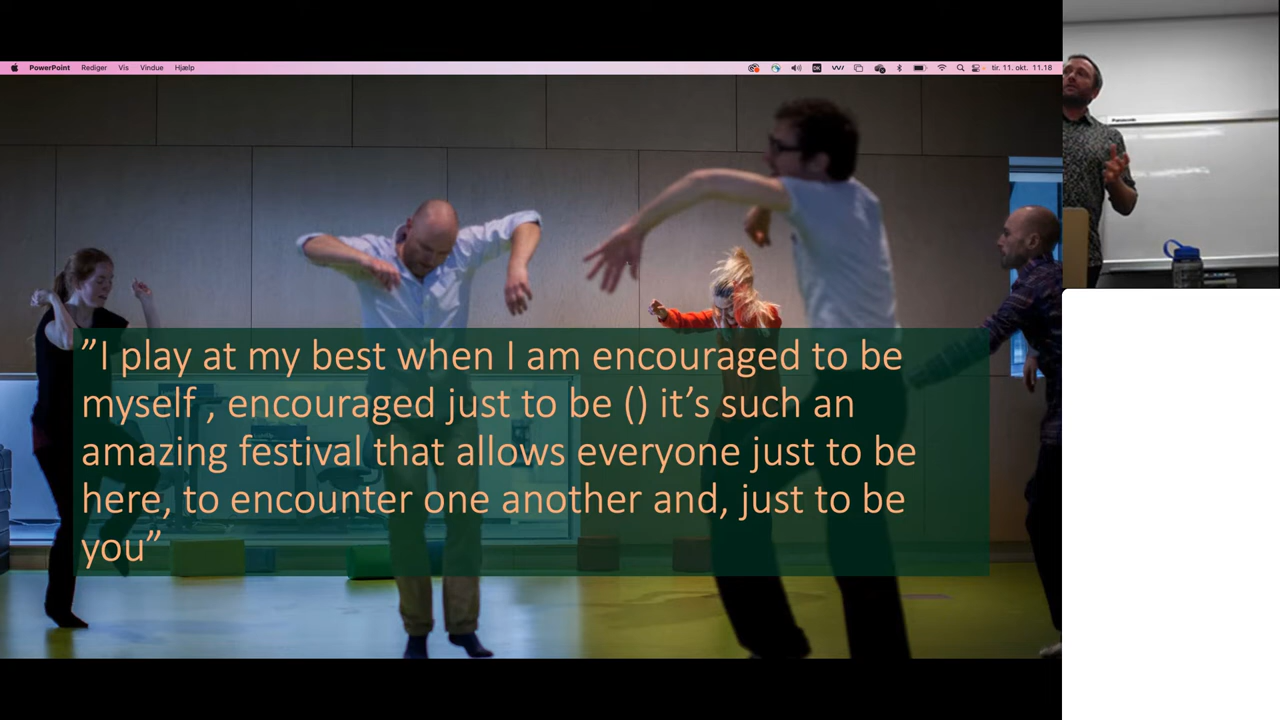 PowerPoint Rediger Vis Vindue Hjælp
DK
tir. 11. okt. 11.18
Panasonic
”I play at my best when I am encouraged to be
myself , encouraged just to be () it’s such an
amazing festival that allows everyone just to be
here, to encounter one another and, just to be
you”